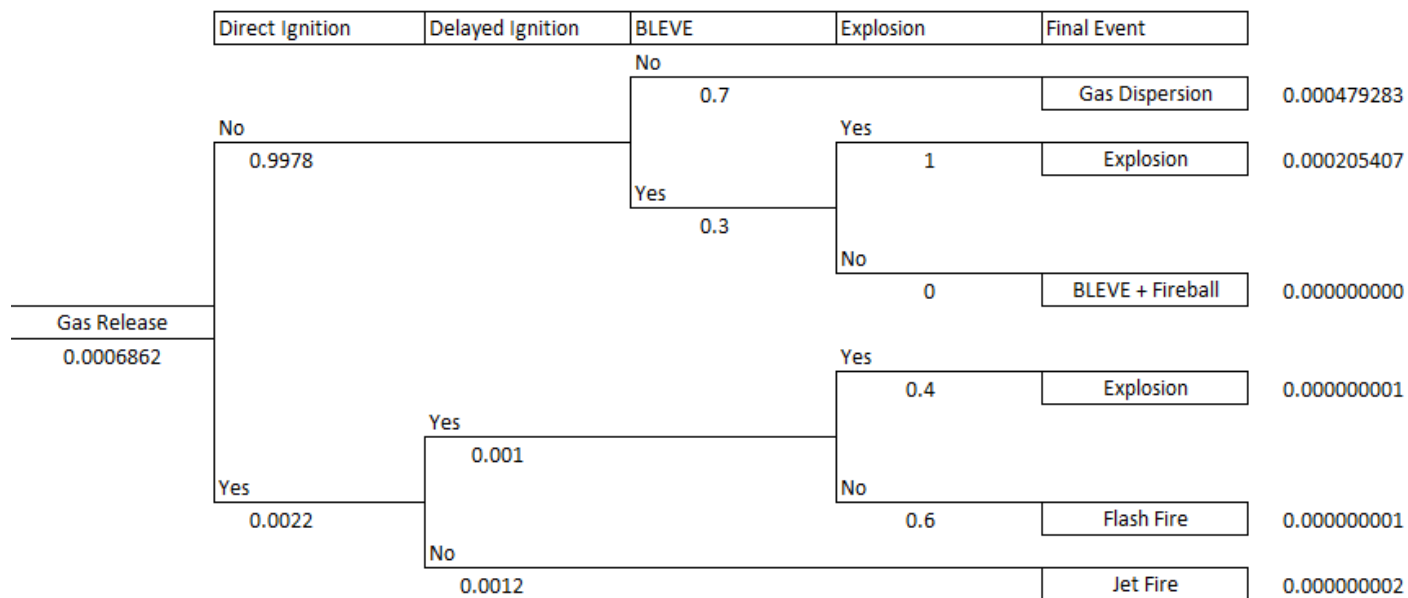 Direct Ignition Delayed Ignition BLEVE Explosion Final Event
No
0.7 Gas Dispersion 0.000479283
No Yes
0.9978 1 Explosion 0.000205407
Yes
0.3
No
0 BLEVE + Fireball 0.000000000
Gas Release
0.0006862 Yes
0.4 Explosion 0.000000001
Yes
0.001
Yes No
0.0022 0.6 Flash Fire 0.000000001
No
0.0012 Jet Fire 0.000000002